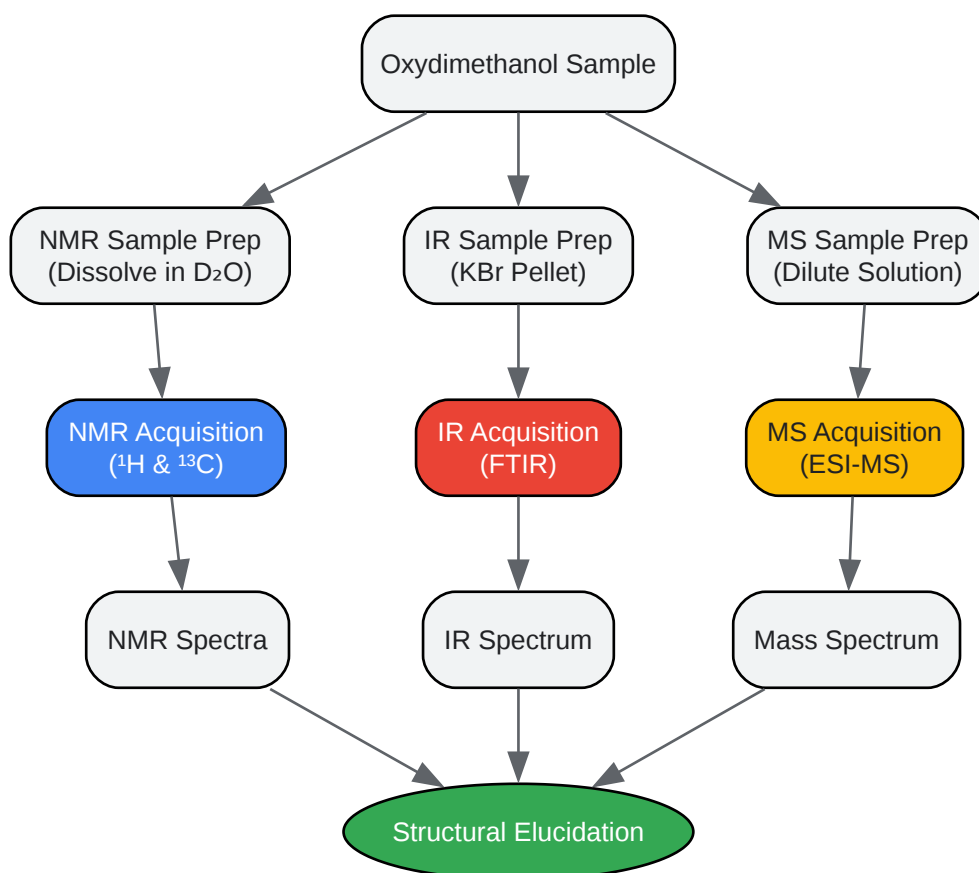 Oxydimethanol Sample
NMR Sample Prep
(Dissolve in D₂O)
IR Sample Prep
(KBr Pellet)
MS Sample Prep
(Dilute Solution)
NMR Acquisition
(¹H & ¹³C)
IR Acquisition
(FTIR)
MS Acquisition
(ESI-MS)
NMR Spectra
IR Spectrum
Mass Spectrum
Structural Elucidation